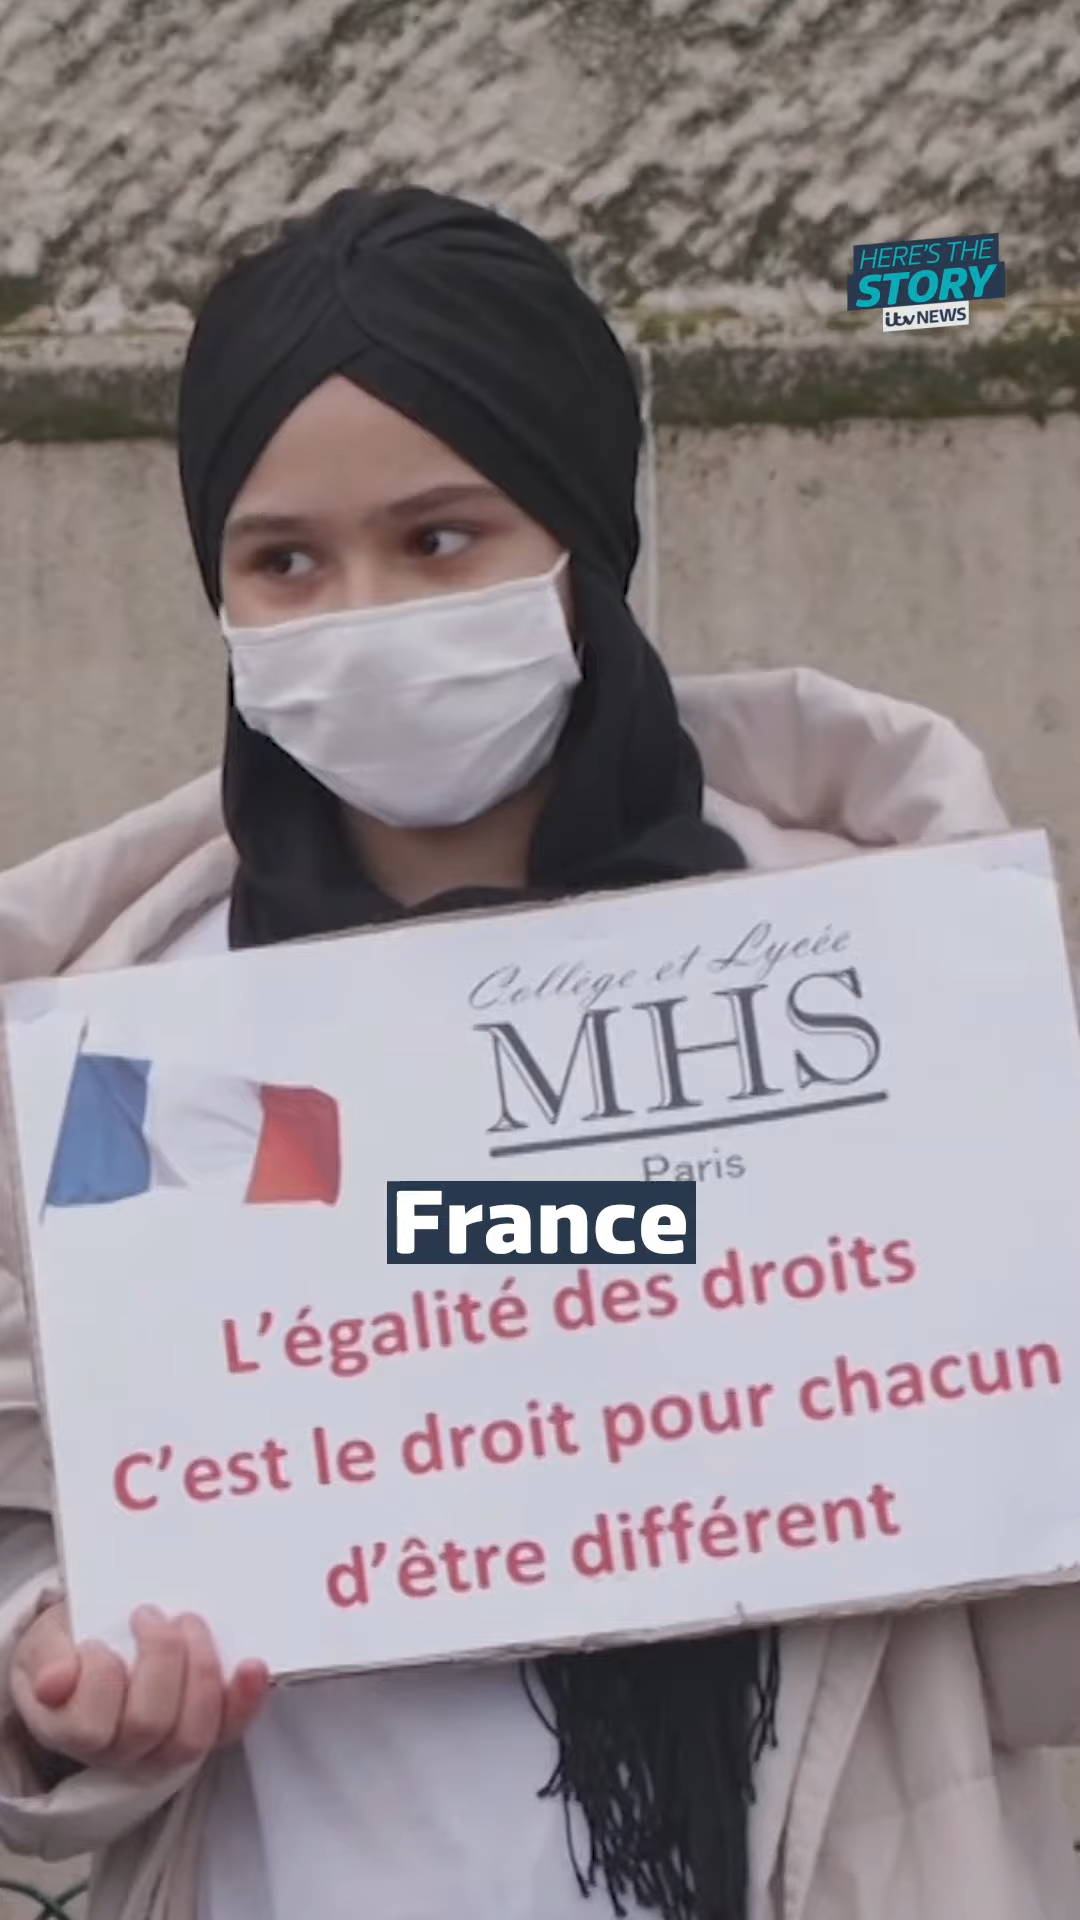 HERE'S THE
STORY
itv NEWS
Collège et Lycée
MHS
Paris
France
L'égalité des droits
C'est le droit pour chacun
d'être différent